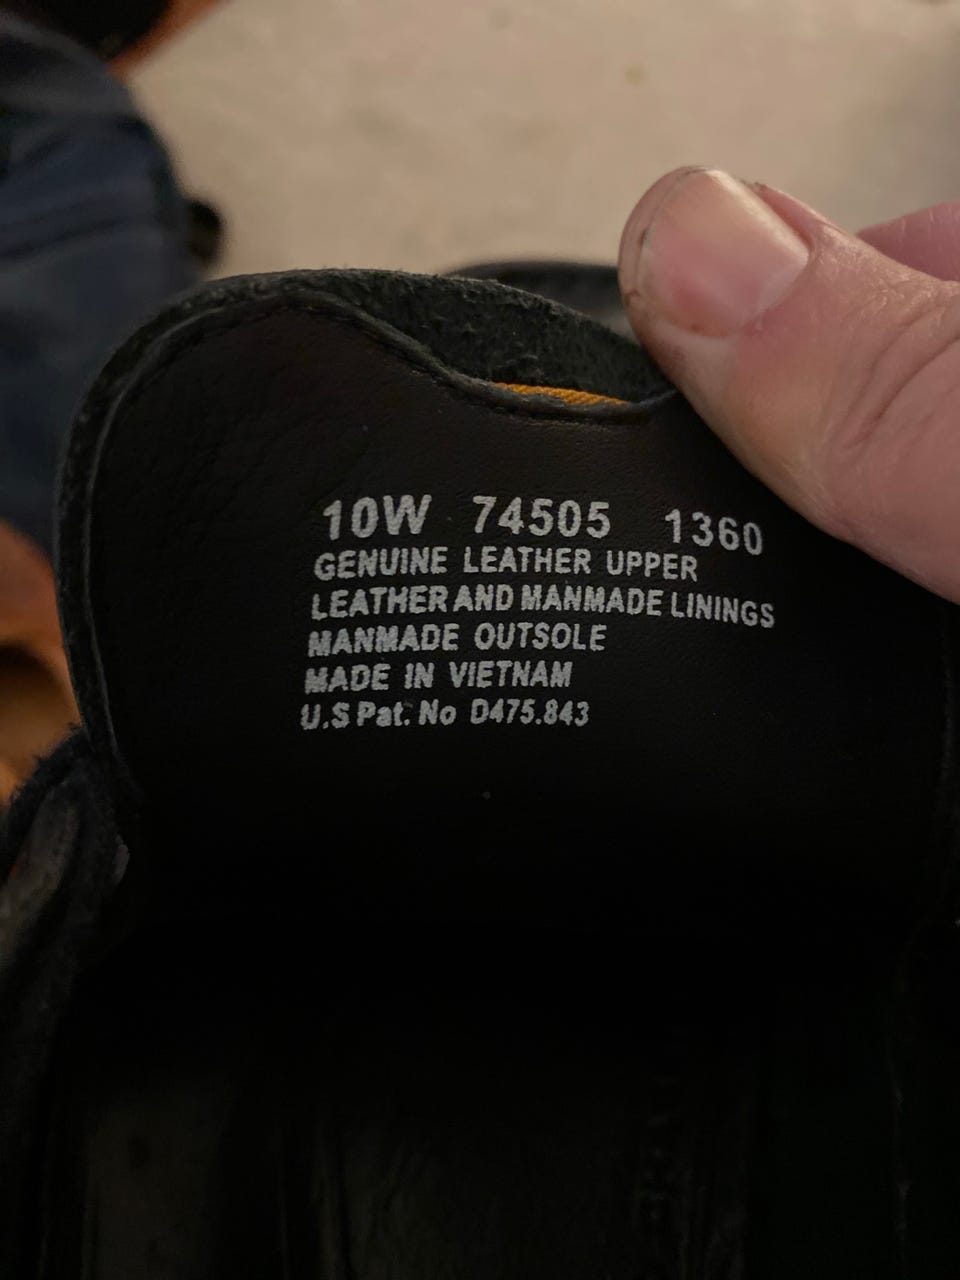 10W 74505 1360
GENUINE LEATHER UPPER
LEATHER AND MANMADE LININGS
MANMADE OUTSOLE
MADE IN VIETNAM
U.S Pat. No D475.843